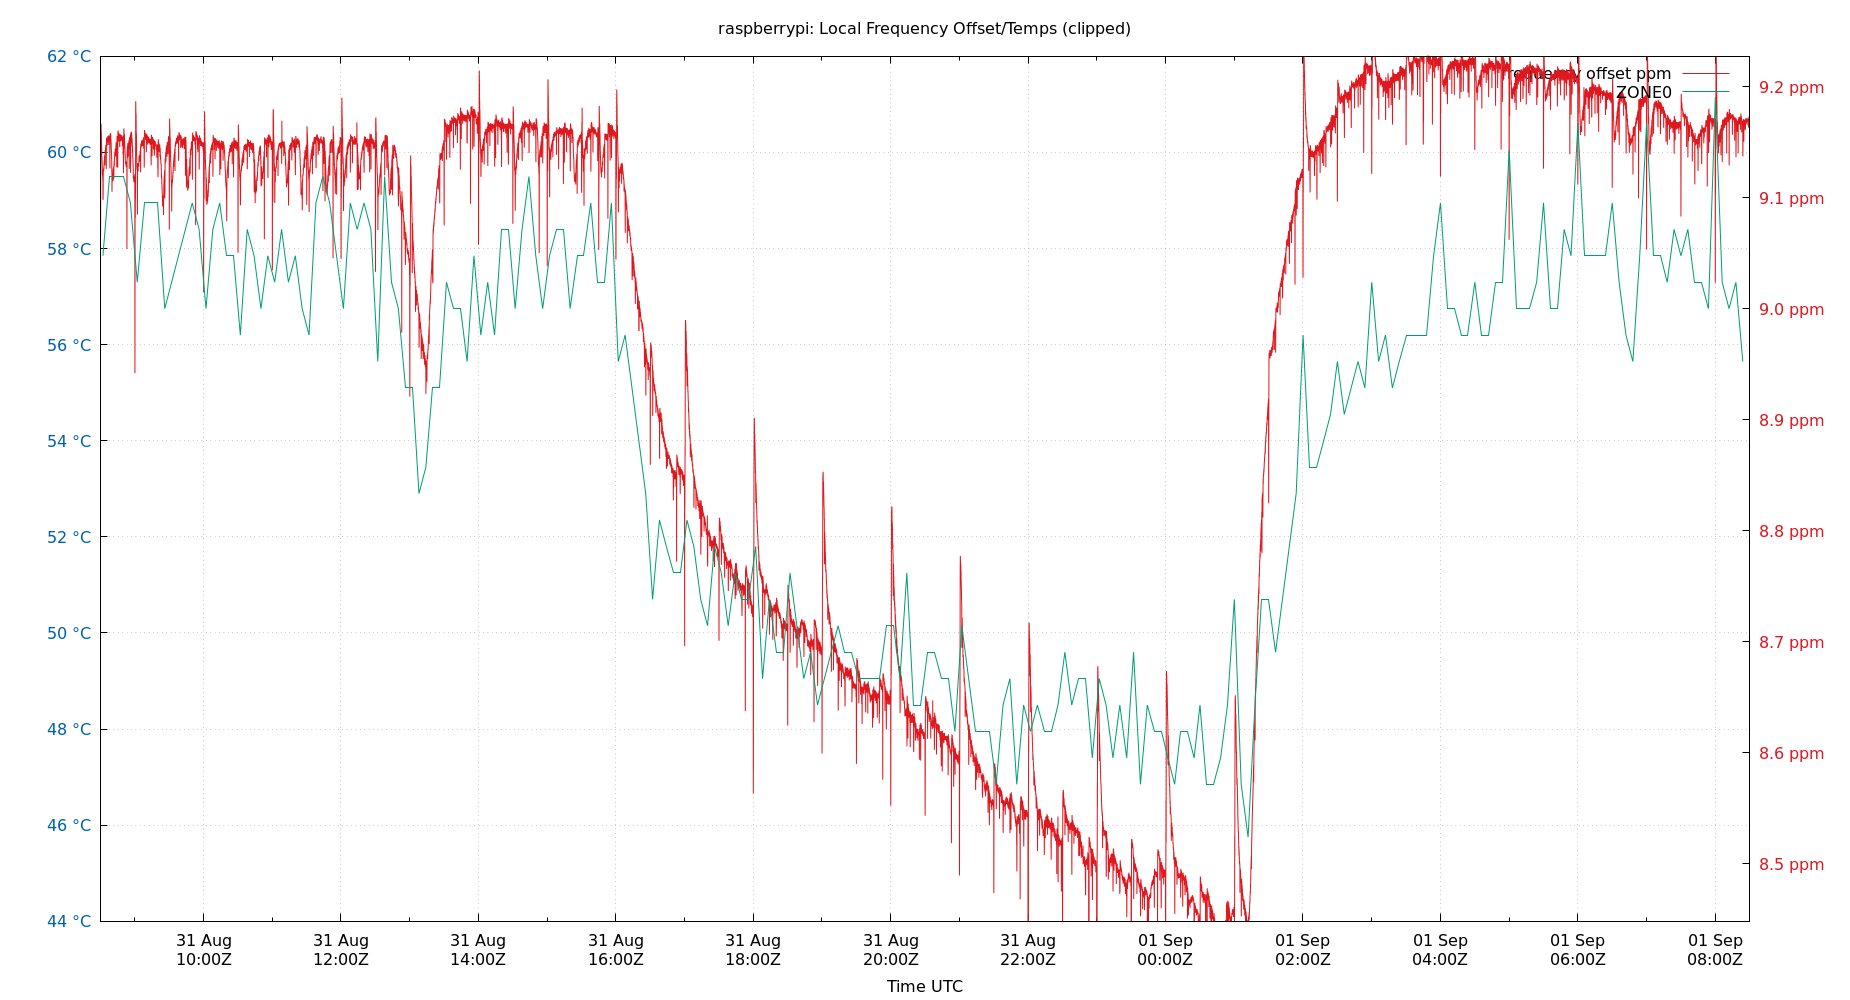 raspberrypi: Local Frequency Offset/Temps (clipped)
62 °C
60 °C
58 °C
56 °C
54 °C
52 °C
50 °C
48 °C
46 °C
44 °C
offset ppm
ZONE0
9.2 ppm
9.1 ppm
9.0 ppm
8.9 ppm
8.8 ppm
8.7 ppm
8.6 ppm
8.5 ppm
31 Aug 31 Aug 31 Aug 31 Aug 31 Aug 31 Aug 31 Aug 01 Sep 01 Sep 01 Sep 01 Sep 01 Sep
10:00Z 12:00Z 14:00Z 16:00Z 18:00Z 20:00Z 22:00Z 00:00Z 02:00Z 04:00Z 06:00Z 08:00Z
Time UTC